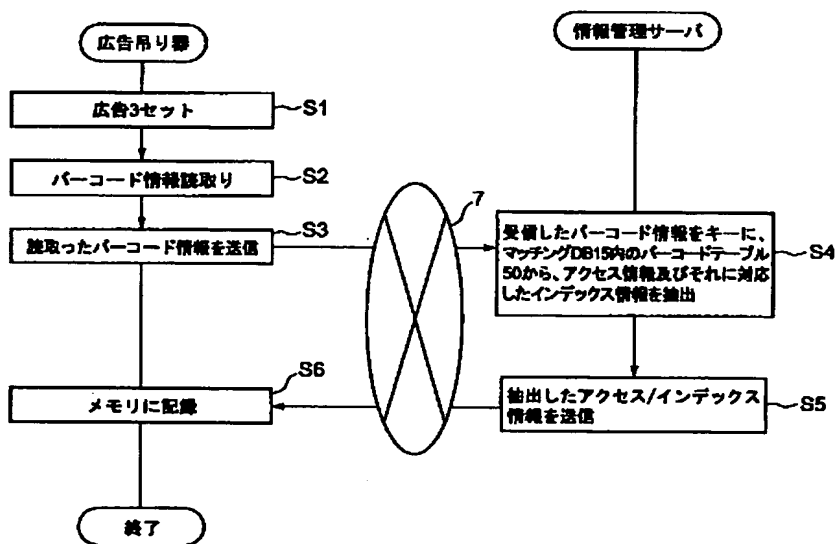 広告吊り器
情報管理サーバ
広告3セット
S1
バーコード情報読取り
S2
読取ったバーコード情報を送信
S3
7
受信したバーコード情報をキーに、
マッチングDB15内のバーコードテーブル
50から、アクセス情報及びそれに対応
したインデックス情報を抽出
S4
メモリに記録
S6
抽出したアクセス/インデックス
情報を送信
S5
終了